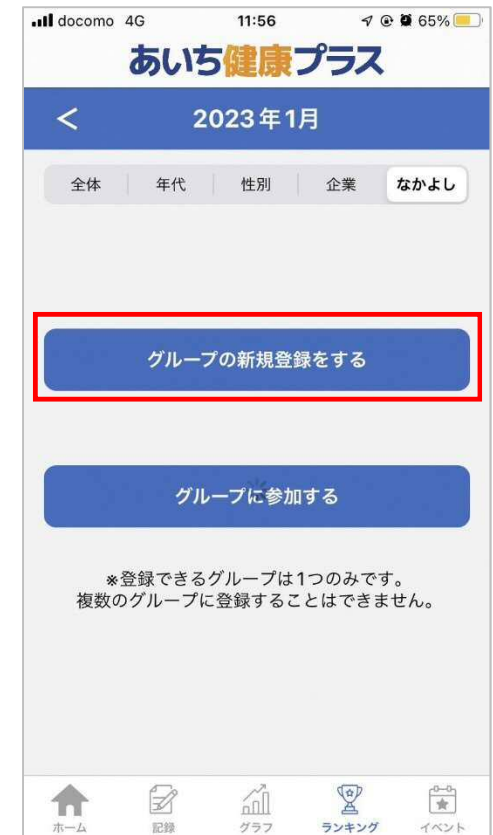 docomo 4G 11:56 65%
あいち健康プラス
< 2023年1月
全体 年代 性別 企業 なかよし
グループの新規登録をする
グループに参加する
※登録できるグループは1つのみです。
複数のグループに登録することはできません。
ホーム 記録 グラフ ランキング イベント